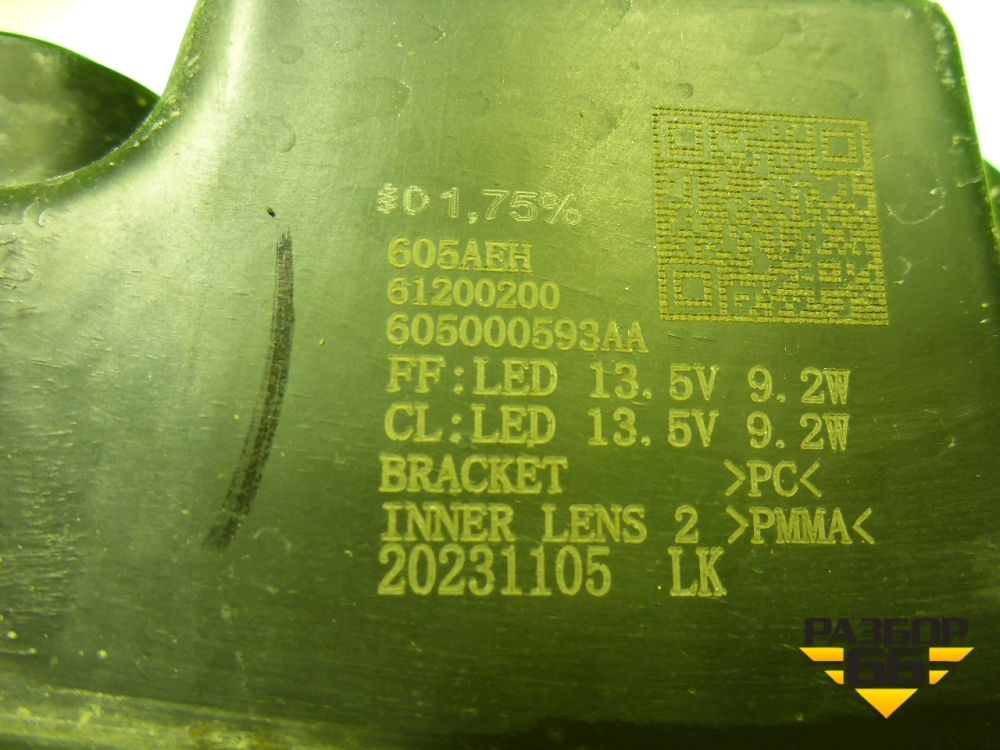 01,75%
605AEH
61200200
605000593AA
FF:LED 13.5V 9.2W
CL:LED 13.5V 9.2W
BRACKET >PC<
INNER LENS 2 >PMMA<
20231105 LK
РАЗБОР
66